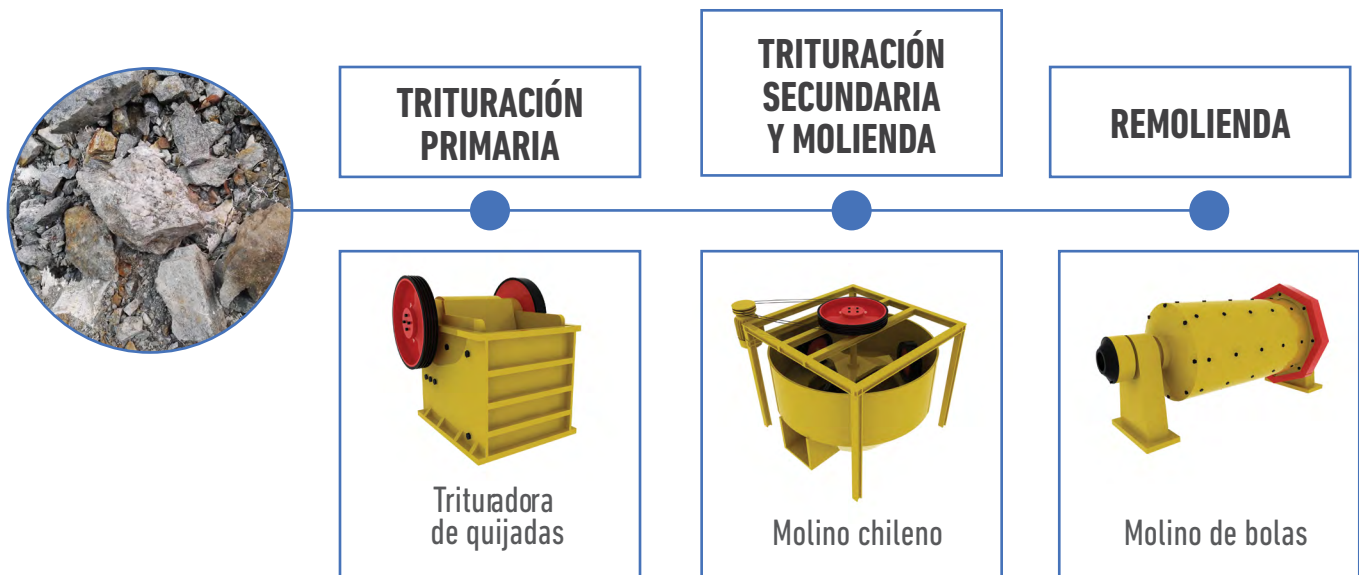 TRITURACIÓN
PRIMARIA
TRITURACIÓN
SECUNDARIA
Y MOLIENDA
REMOLIENDA
Trituradora
de quijadas
Molino chileno
Molino de bolas